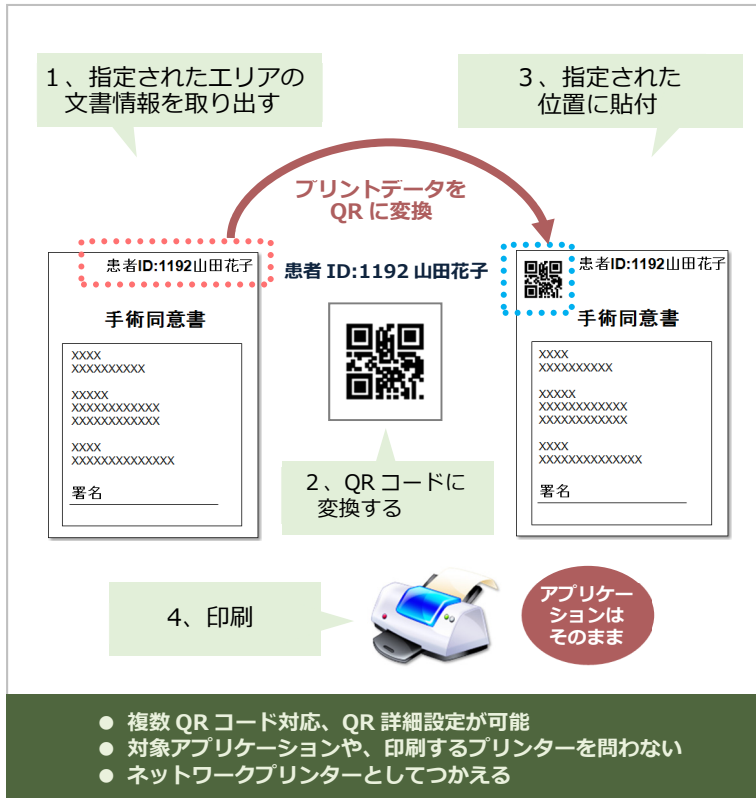 １、指定されたエリアの
文書情報を取り出す
３、指定された
位置に貼付
プリントデータを
QR に変換
患者ID:1192山田花子
手術同意書
XXXX
XXXXXXXXXX
XXXXX
XXXXXXXXXXXX
XXXXXXXXXXXX
XXXX
XXXXXXXXXXXXXX
署名
患者 ID:1192 山田花子
２、QR コードに
変換する
患者ID:1192山田花子
手術同意書
XXXX
XXXXXXXXXX
XXXXX
XXXXXXXXXXXX
XXXXXXXXXXXX
XXXX
XXXXXXXXXXXXXX
署名
4、印刷
アプリケー
ションは
そのまま
● 複数 QR コード対応、QR 詳細設定が可能
● 対象アプリケーションや、印刷するプリンターを問わない
● ネットワークプリンターとしてつかえる